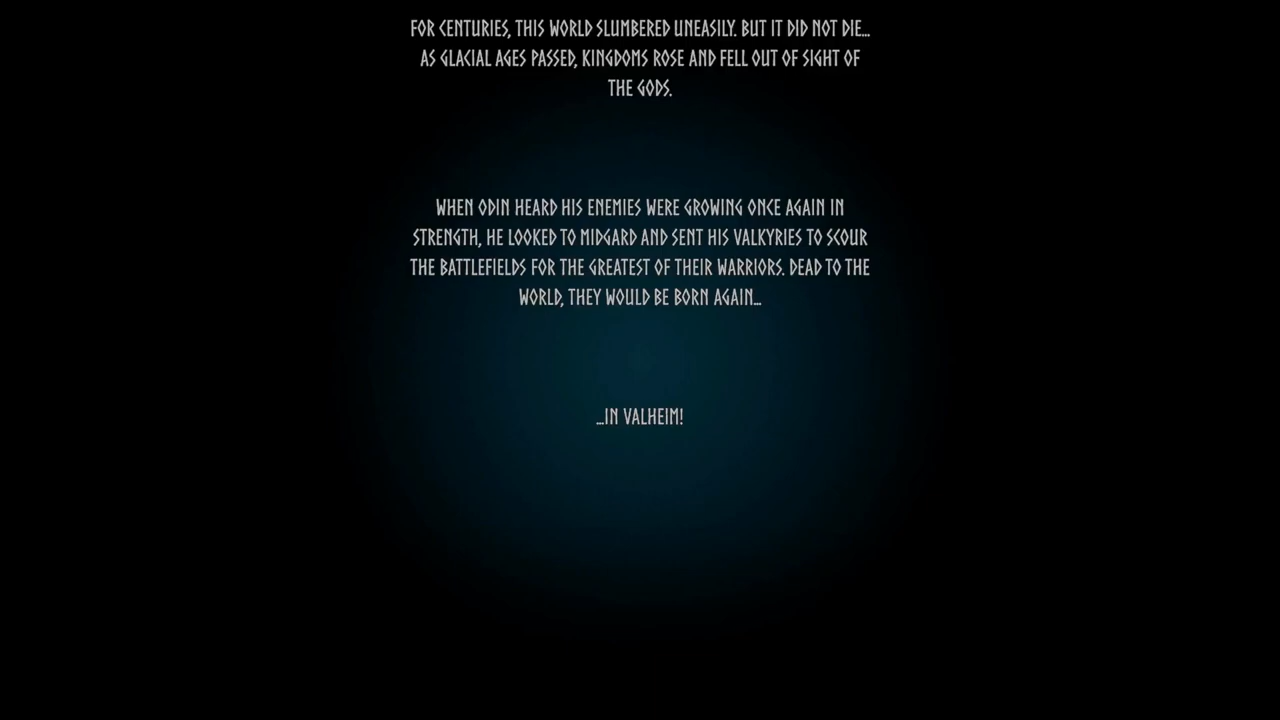 FOR CENTURIES, THIS WORLD SLUMBERED UNEASILY. BUT IT DID NOT DIE...
AS GLACIAL AGES PASSED, KINGDOMS ROSE AND FELL OUT OF SIGHT OF
THE GODS.
WHEN ODIN HEARD HIS ENEMIES WERE GROWING ONCE AGAIN IN
STRENGTH, HE LOOKED TO MIDGARD AND SENT HIS VALKYRIES TO SCOUR
THE BATTLEFIELDS FOR THE GREATEST OF THEIR WARRIORS. DEAD TO THE
WORLD, THEY WOULD BE BORN AGAIN...
...IN VALHEIM!